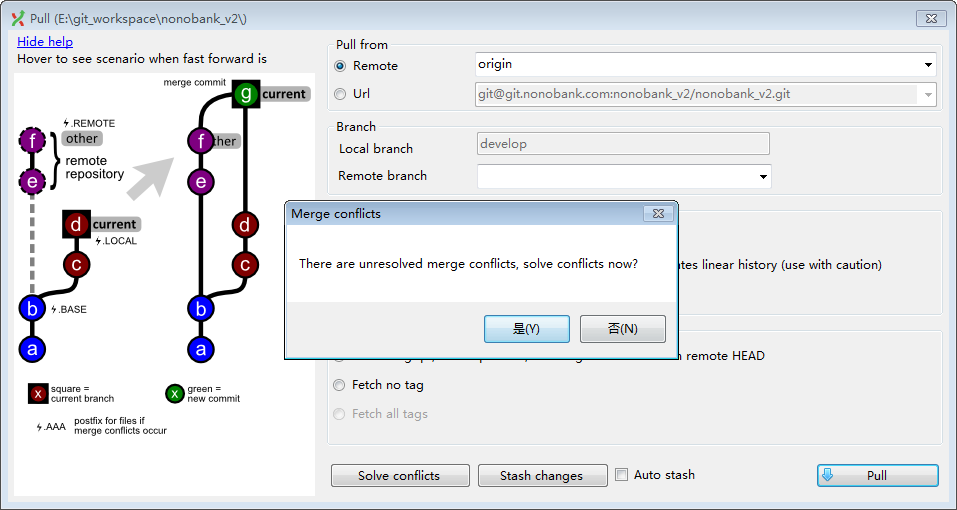 Pull (E:\git_workspace\nonobank_v2\)
Hide help
Hover to see scenario when fast forward is
merge commit
g
current
.REMOTE
f
other
e
remote
repository
f
ther
e
d
current
.LOCAL
c
d
c
b
.BASE
b
a
a
x
square =
current branch
x
green =
new commit
.AAA
postfix for files if
merge conflicts occur
Pull from
Remote
origin
Url
git@git.nonobank.com:nonobank_v2/nonobank_v2.git
Branch
Local branch
develop
Remote branch
Merge conflicts
There are unresolved merge conflicts, solve conflicts now?
是(Y)
否(N)
linear history (use with caution)
remote HEAD
Fetch no tag
Fetch all tags
Solve conflicts
Stash changes
Auto stash
Pull